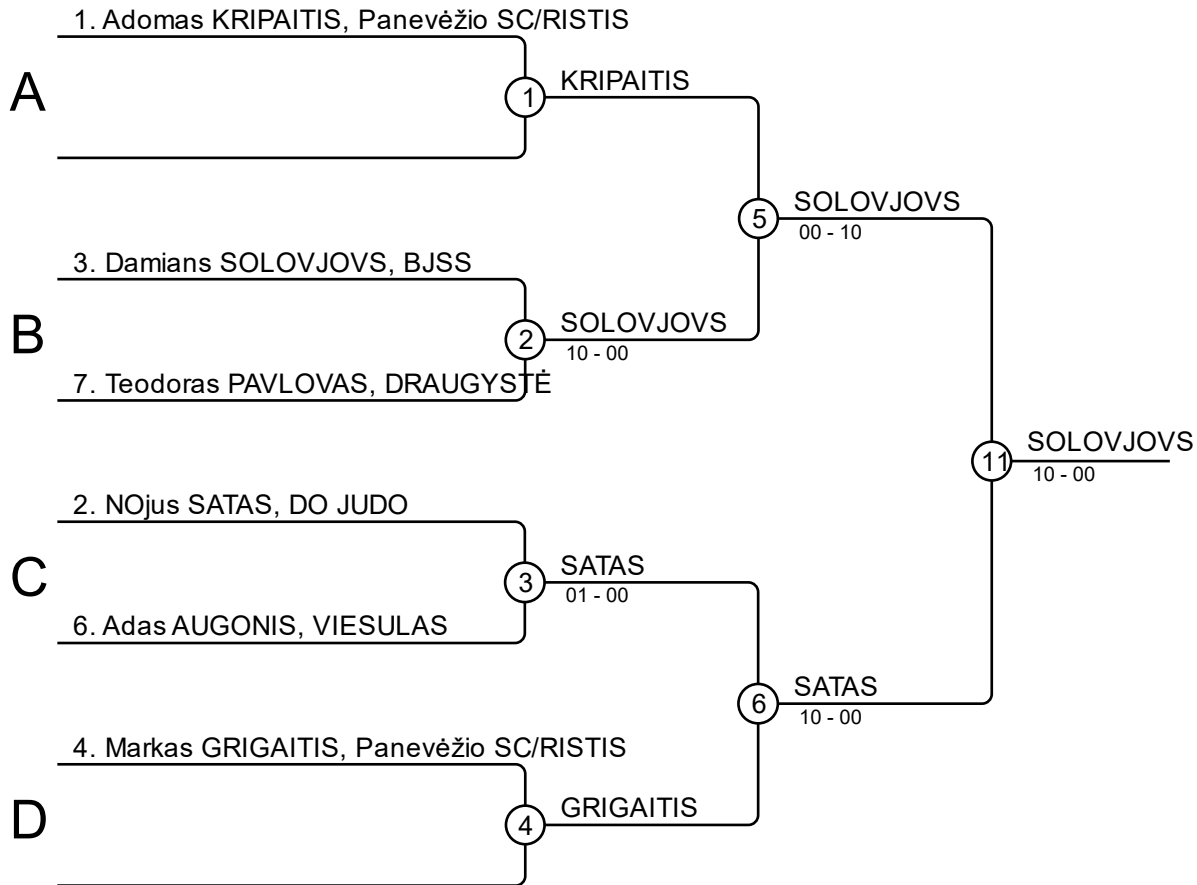 1. Adomas KRIPAITIS, Panevėžio SC/RISTIS
A
1
KRIPAITIS
5
SOLOVJOVS
00 - 10
3. Damians SOLOVJOVS, BJSS
B
2
SOLOVJOVS
10 - 00
7. Teodoras PAVLOVAS, DRAUGYSTĖ
11
SOLOVJOVS
10 - 00
2. NOjus SATAS, DO JUDO
C
3
SATAS
01 - 00
6. Adas AUGONIS, VIESULAS
6
SATAS
10 - 00
4. Markas GRIGAITIS, Panevėžio SC/RISTIS
D
4
GRIGAITIS